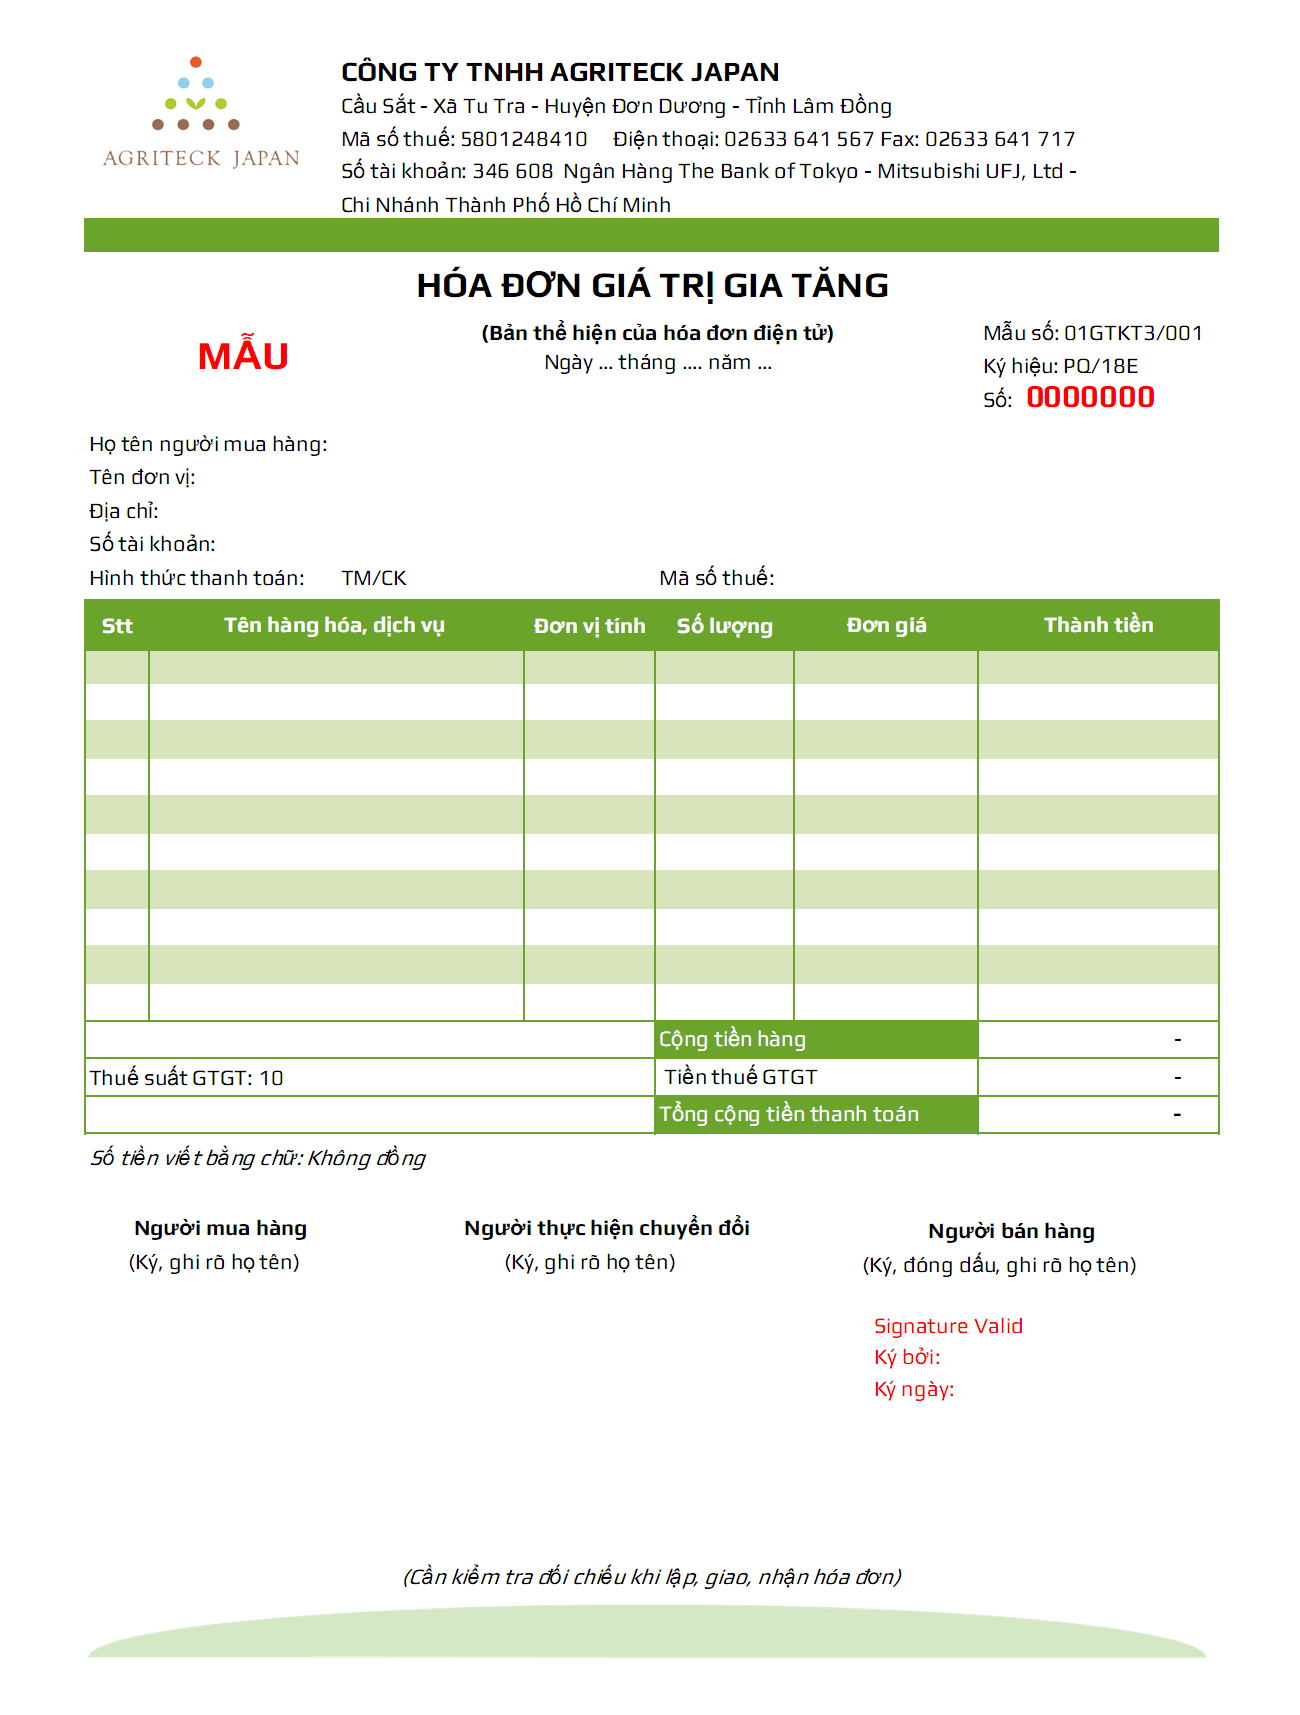 AGRITECK JAPAN
CÔNG TY TNHH AGRITECK JAPAN
Cầu Sắt - Xã Tu Tra - Huyện Đơn Dương - Tỉnh Lâm Đồng
Mã số thuế: 5801248410 Điện thoại: 02633 641 567 Fax: 02633 641 717
Số tài khoản: 346 608 Ngân Hàng The Bank of Tokyo - Mitsubishi UFJ, Ltd -
Chi Nhánh Thành Phố Hồ Chí Minh
HÓA ĐƠN GIÁ TRỊ GIA TĂNG
MẪU
(Bản thể hiện của hóa đơn điện tử)
Ngày ... tháng .... năm ...
Mẫu số: 01GTKT3/001
Ký hiệu: PQ/18E
Số: 0000000
Họ tên người mua hàng:
Tên đơn vị:
Địa chỉ:
Số tài khoản:
Hình thức thanh toán: TM/CK Mã số thuế:
Stt Tên hàng hóa, dịch vụ Đơn vị tính Số lượng Đơn giá Thành tiền
Cộng tiền hàng -
Thuế suất GTGT: 10 Tiền thuế GTGT -
Tổng cộng tiền thanh toán -
Số tiền viết bằng chữ: Không đồng
Người mua hàng Người thực hiện chuyển đổi Người bán hàng
(Ký, ghi rõ họ tên) (Ký, ghi rõ họ tên) (Ký, đóng dấu, ghi rõ họ tên)
Signature Valid
Ký bởi:
Ký ngày:
(Cần kiểm tra đối chiếu khi lập, giao, nhận hóa đơn)